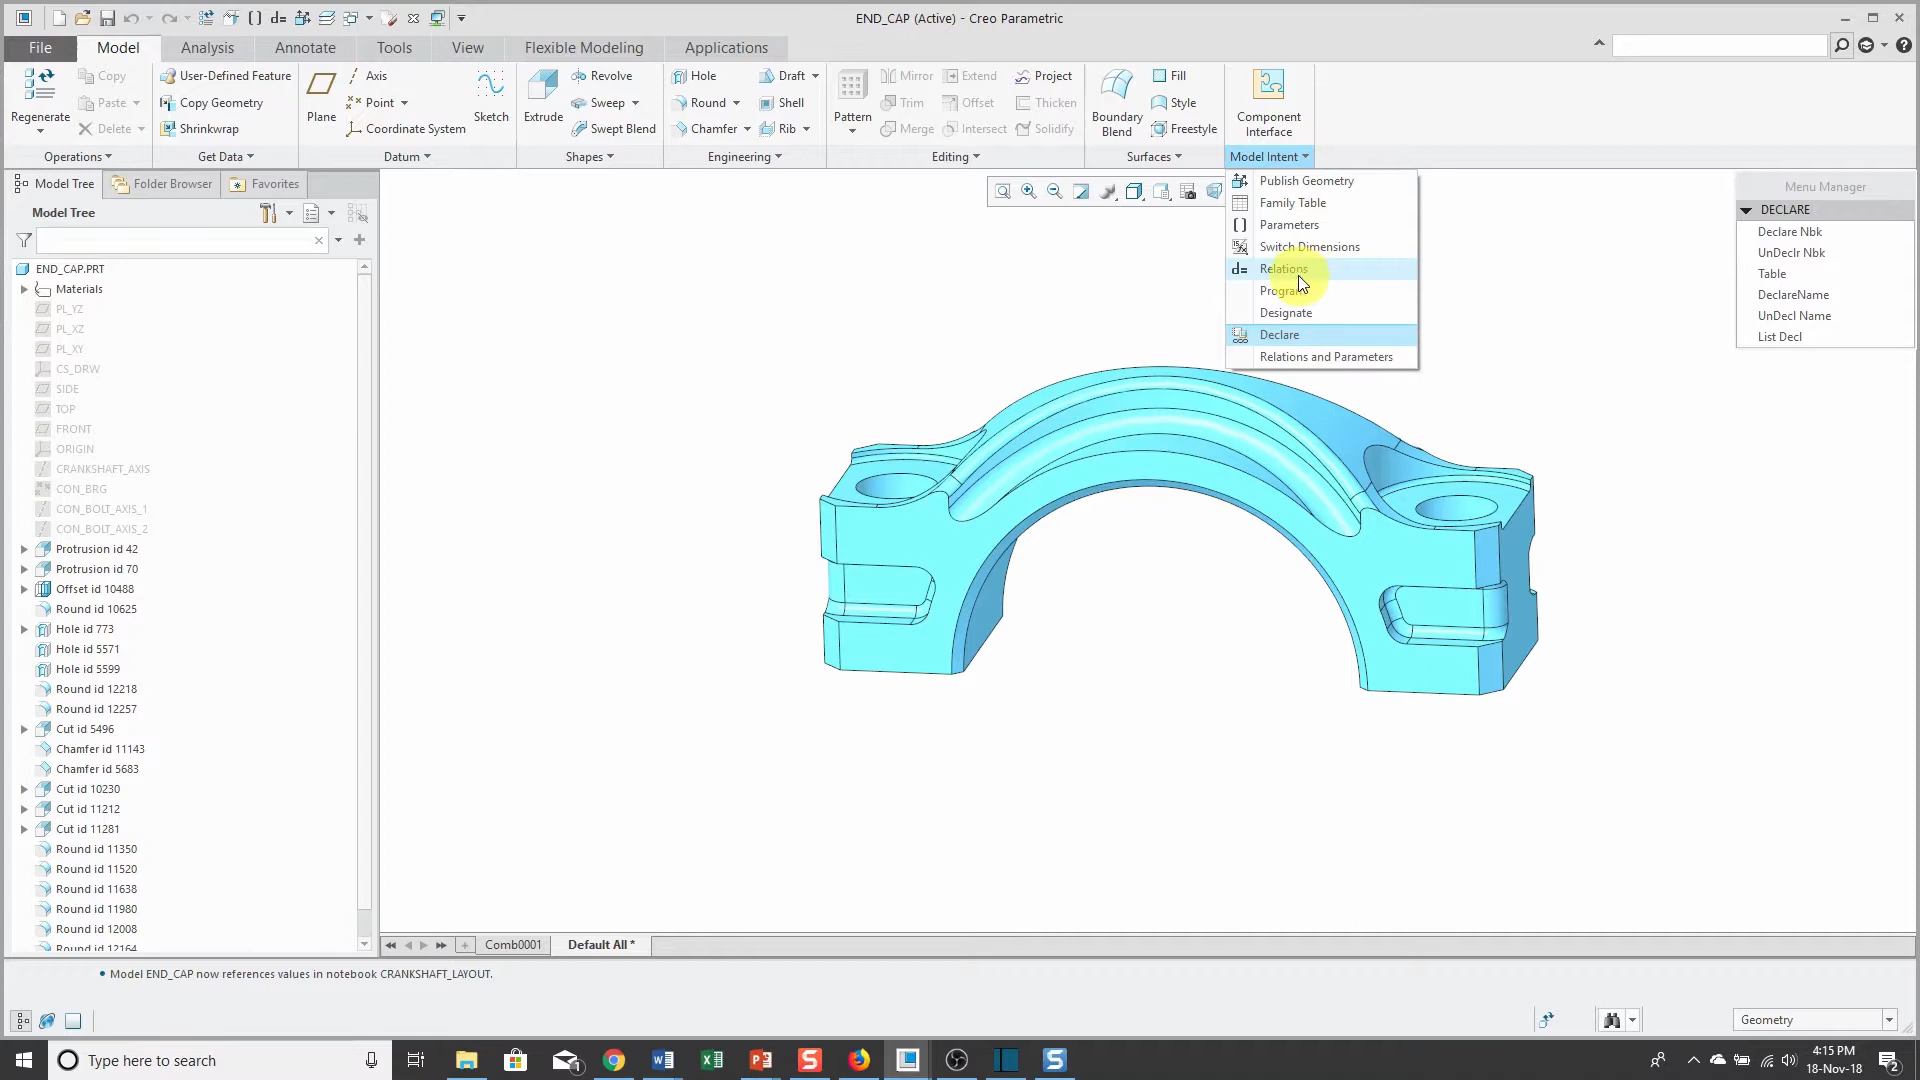 END_CAP (Active) - Creo Parametric
File Model Analysis Annotate Tools View Flexible Modeling Applications
Regenerate
Copy
Paste
Delete
Operations
User-Defined Feature
Copy Geometry
Shrinkwrap
Get Data
Plane
Axis
Point
Coordinate System
Sketch
Datum
Extrude
Revolve
Sweep
Swept Blend
Shapes
Hole
Round
Chamfer
Draft
Shell
Rib
Engineering
Pattern
Mirror
Trim
Merge
Extend
Offset
Intersect
Project
Thicken
Solidify
Editing
Boundary
Blend
Fill
Style
Freestyle
Surfaces
Component
Interface
Model Intent
Model Tree Folder Browser Favorites
Model Tree
END_CAP.PRT
Materials
PL_YZ
PL_XZ
PL_XY
CS_DRW
SIDE
TOP
FRONT
ORIGIN
CRANKSHAFT_AXIS
CON_BRG
CON_BOLT_AXIS_1
CON_BOLT_AXIS_2
Protrusion id 42
Protrusion id 70
Offset id 10488
Round id 10625
Hole id 773
Hole id 5571
Hole id 5599
Round id 12218
Round id 12257
Cut id 5496
Chamfer id 11143
Chamfer id 5683
Cut id 10230
Cut id 11212
Cut id 11281
Round id 11350
Round id 11520
Round id 11638
Round id 11980
Round id 12008
Round id 12164
Publish Geometry
Family Table
Parameters
Switch Dimensions
d= Relations
Program
Designate
Declare
Relations and Parameters
Menu Manager
DECLARE
Declare Nbk
UnDeclr Nbk
Table
DeclareName
UnDecl Name
List Decl
Comb0001 Default All *
• Model END_CAP now references values in notebook CRANKSHAFT_LAYOUT.
Geometry
Type here to search
4:15 PM
18-Nov-18